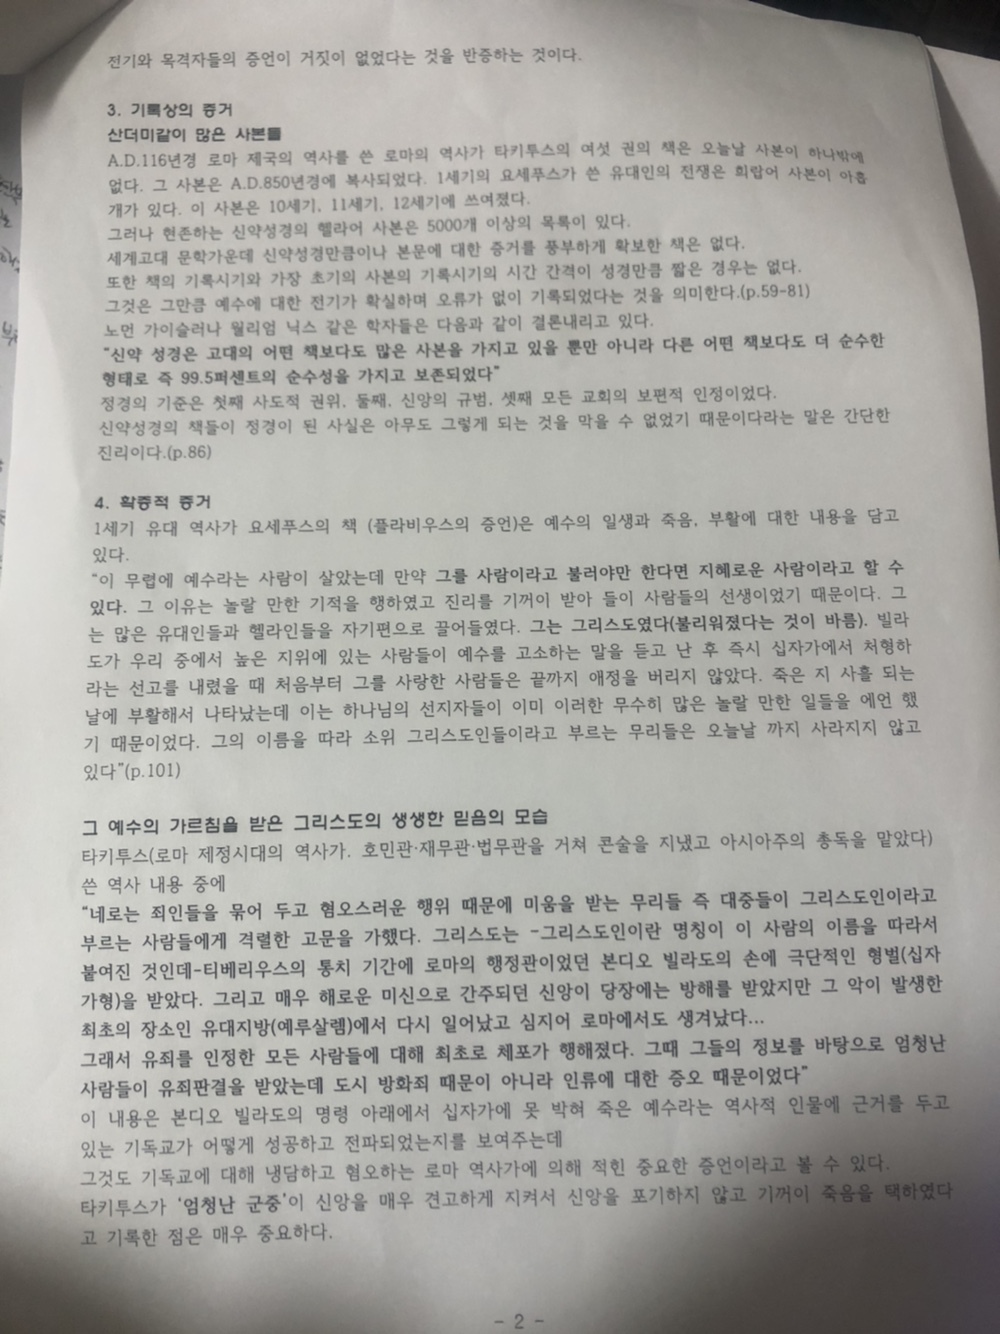 전기와 목격자들의 증언이 거짓이 없었다는 것을 반증하는 것이다.
3. 기록상의 증거
산더미같이 많은 사본들
A.D.116년경 로마 제국의 역사를 쓴 로마의 역사가 타키투스의 여섯 권의 책은 오늘날 사본이 하나밖에
없다. 그 사본은 A.D.850년경에 복사되었다. 1세기의 요세푸스가 쓴 유대인의 전쟁은 희랍어 사본이 아홉
개가 있다. 이 사본은 10세기, 11세기, 12세기에 쓰여졌다.
그러나 현존하는 신약성경의 헬라어 사본은 5000개 이상의 목록이 있다.
세계고대 문학가운데 신약성경만큼이나 본문에 대한 증거를 풍부하게 확보한 책은 없다.
또한 책의 기록시기와 가장 초기의 사본의 기록시기의 시간 간격이 성경만큼 짧은 경우는 없다.
그것은 그만큼 예수에 대한 전기가 확실하며 오류가 없이 기록되었다는 것을 의미한다.(p.59-81)
노먼 가이슬러나 윌리엄 닉스 같은 학자들은 다음과 같이 결론내리고 있다.
"신약 성경은 고대의 어떤 책보다도 많은 사본을 가지고 있을 뿐만 아니라 다른 어떤 책보다도 더 순수한
형태로 즉 99.5퍼센트의 순수성을 가지고 보존되었다"
정경의 기준은 첫째 사도적 권위, 둘째, 신앙의 규범, 셋째 모든 교회의 보편적 인정이었다.
신약성경의 책들이 정경이 된 사실은 아무도 그렇게 되는 것을 막을 수 없었기 때문이다라는 말은 간단한
진리이다.(p.86)
4. 확증적 증거
1세기 유대 역사가 요세푸스의 책 (플라비우스의 증언)은 예수의 일생과 죽음, 부활에 대한 내용을 담고
있다.
"이 무렵에 예수라는 사람이 살았는데 만약 그를 사람이라고 불러야만 한다면 지혜로운 사람이라고 할 수
있다. 그 이유는 놀랄 만한 기적을 행하였고 진리를 기꺼이 받아 들이 사람들의 선생이었기 때문이다. 그
는 많은 유대인들과 헬라인들을 자기편으로 끌어들였다. 그는 그리스도였다(불리워졌다는 것이 바름). 빌라
도가 우리 중에서 높은 지위에 있는 사람들이 예수를 고소하는 말을 듣고 난 후 즉시 십자가에서 처형하
라는 선고를 내렸을 때 처음부터 그를 사랑한 사람들은 끝까지 애정을 버리지 않았다. 죽은 지 사흘 되는
날에 부활해서 나타났는데 이는 하나님의 선지자들이 이미 이러한 무수히 많은 놀랄 만한 일들을 에언 했
기 때문이었다. 그의 이름을 따라 소위 그리스도인들이라고 부르는 무리들은 오늘날 까지 사라지지 않고
있다"(p.101)
그 예수의 가르침을 받은 그리스도의 생생한 믿음의 모습
타키투스(로마 제정시대의 역사가. 호민관·재무관·법무관을 거쳐 콘술을 지냈고 아시아주의 총독을 맡았다)
쓴 역사 내용 중에
"네로는 죄인들을 묶어 두고 혐오스러운 행위 때문에 미움을 받는 무리들 즉 대중들이 그리스도인이라고
부르는 사람들에게 격렬한 고문을 가했다. 그리스도는 -그리스도인이란 명칭이 이 사람의 이름을 따라서
붙여진 것인데-티베리우스의 통치 기간에 로마의 행정관이었던 본디오 빌라도의 손에 극단적인 형벌(십자
가형)을 받았다. 그리고 매우 해로운 미신으로 간주되던 신앙이 당장에는 방해를 받았지만 그 악이 발생한
최초의 장소인 유대지방(예루살렘)에서 다시 일어났고 심지어 로마에서도 생겨났다...
그래서 유죄를 인정한 모든 사람들에 대해 최초로 체포가 행해졌다. 그때 그들의 정보를 바탕으로 엄청난
사람들이 유죄판결을 받았는데 도시 방화죄 때문이 아니라 인류에 대한 증오 때문이었다"
이 내용은 본디오 빌라도의 명령 아래에서 십자가에 못 박혀 죽은 예수라는 역사적 인물에 근거를 두고
있는 기독교가 어떻게 성공하고 전파되었는지를 보여주는데
그것도 기독교에 대해 냉담하고 혐오하는 로마 역사가에 의해 적힌 중요한 증언이라고 볼 수 있다.
타키투스가 '엄청난 군중'이 신앙을 매우 견고하게 지켜서 신앙을 포기하지 않고 기꺼이 죽음을 택하였다
고 기록한 점은 매우 중요하다.
- 2 -